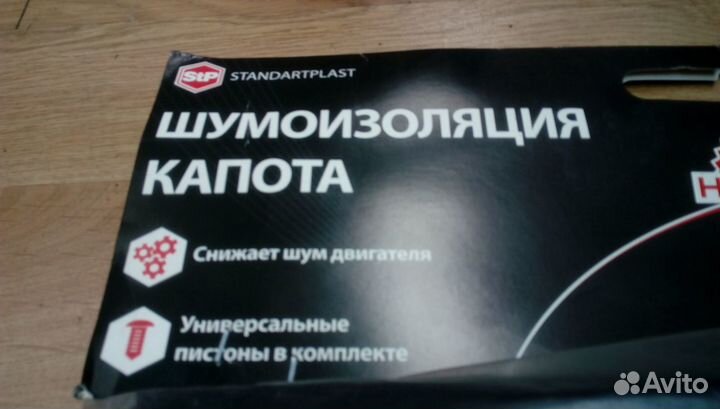 StP STANDARTPLAST
ШУМОИЗОЛЯЦИЯ
КАПОТА
Снижает шум двигателя
Универсальные
пистоны в комплекте
Н
Avito